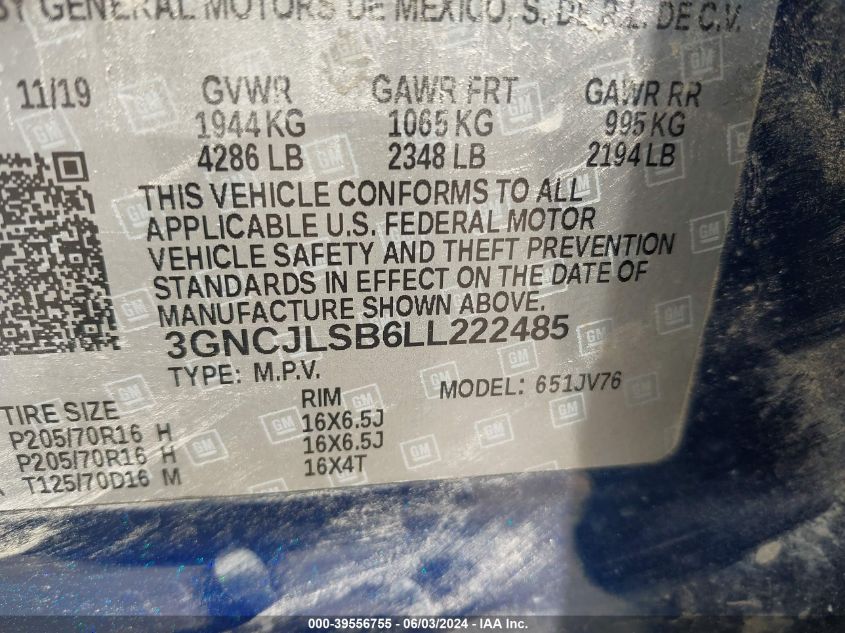 BY GENERAL MOTORS DE MEXICO, S. DE R.L. DE C.V.
11/19 GVWR GAWR FRT GAWR RR
1944 KG 1065 KG 995 KG
4286 LB 2348 LB 2194 LB
THIS VEHICLE CONFORMS TO ALL
APPLICABLE U.S. FEDERAL MOTOR
VEHICLE SAFETY AND THEFT PREVENTION
STANDARDS IN EFFECT ON THE DATE OF
MANUFACTURE SHOWN ABOVE.
3GNCJLSB6LL222485
TYPE: M.P.V. MODEL: 651JV76
TIRE SIZE RIM
P205/70R16 H 16X6.5J
P205/70R16 H 16X6.5J
T125/70D16 M 16X4T
000-39556755 - 06/03/2024 - IAA Inc.